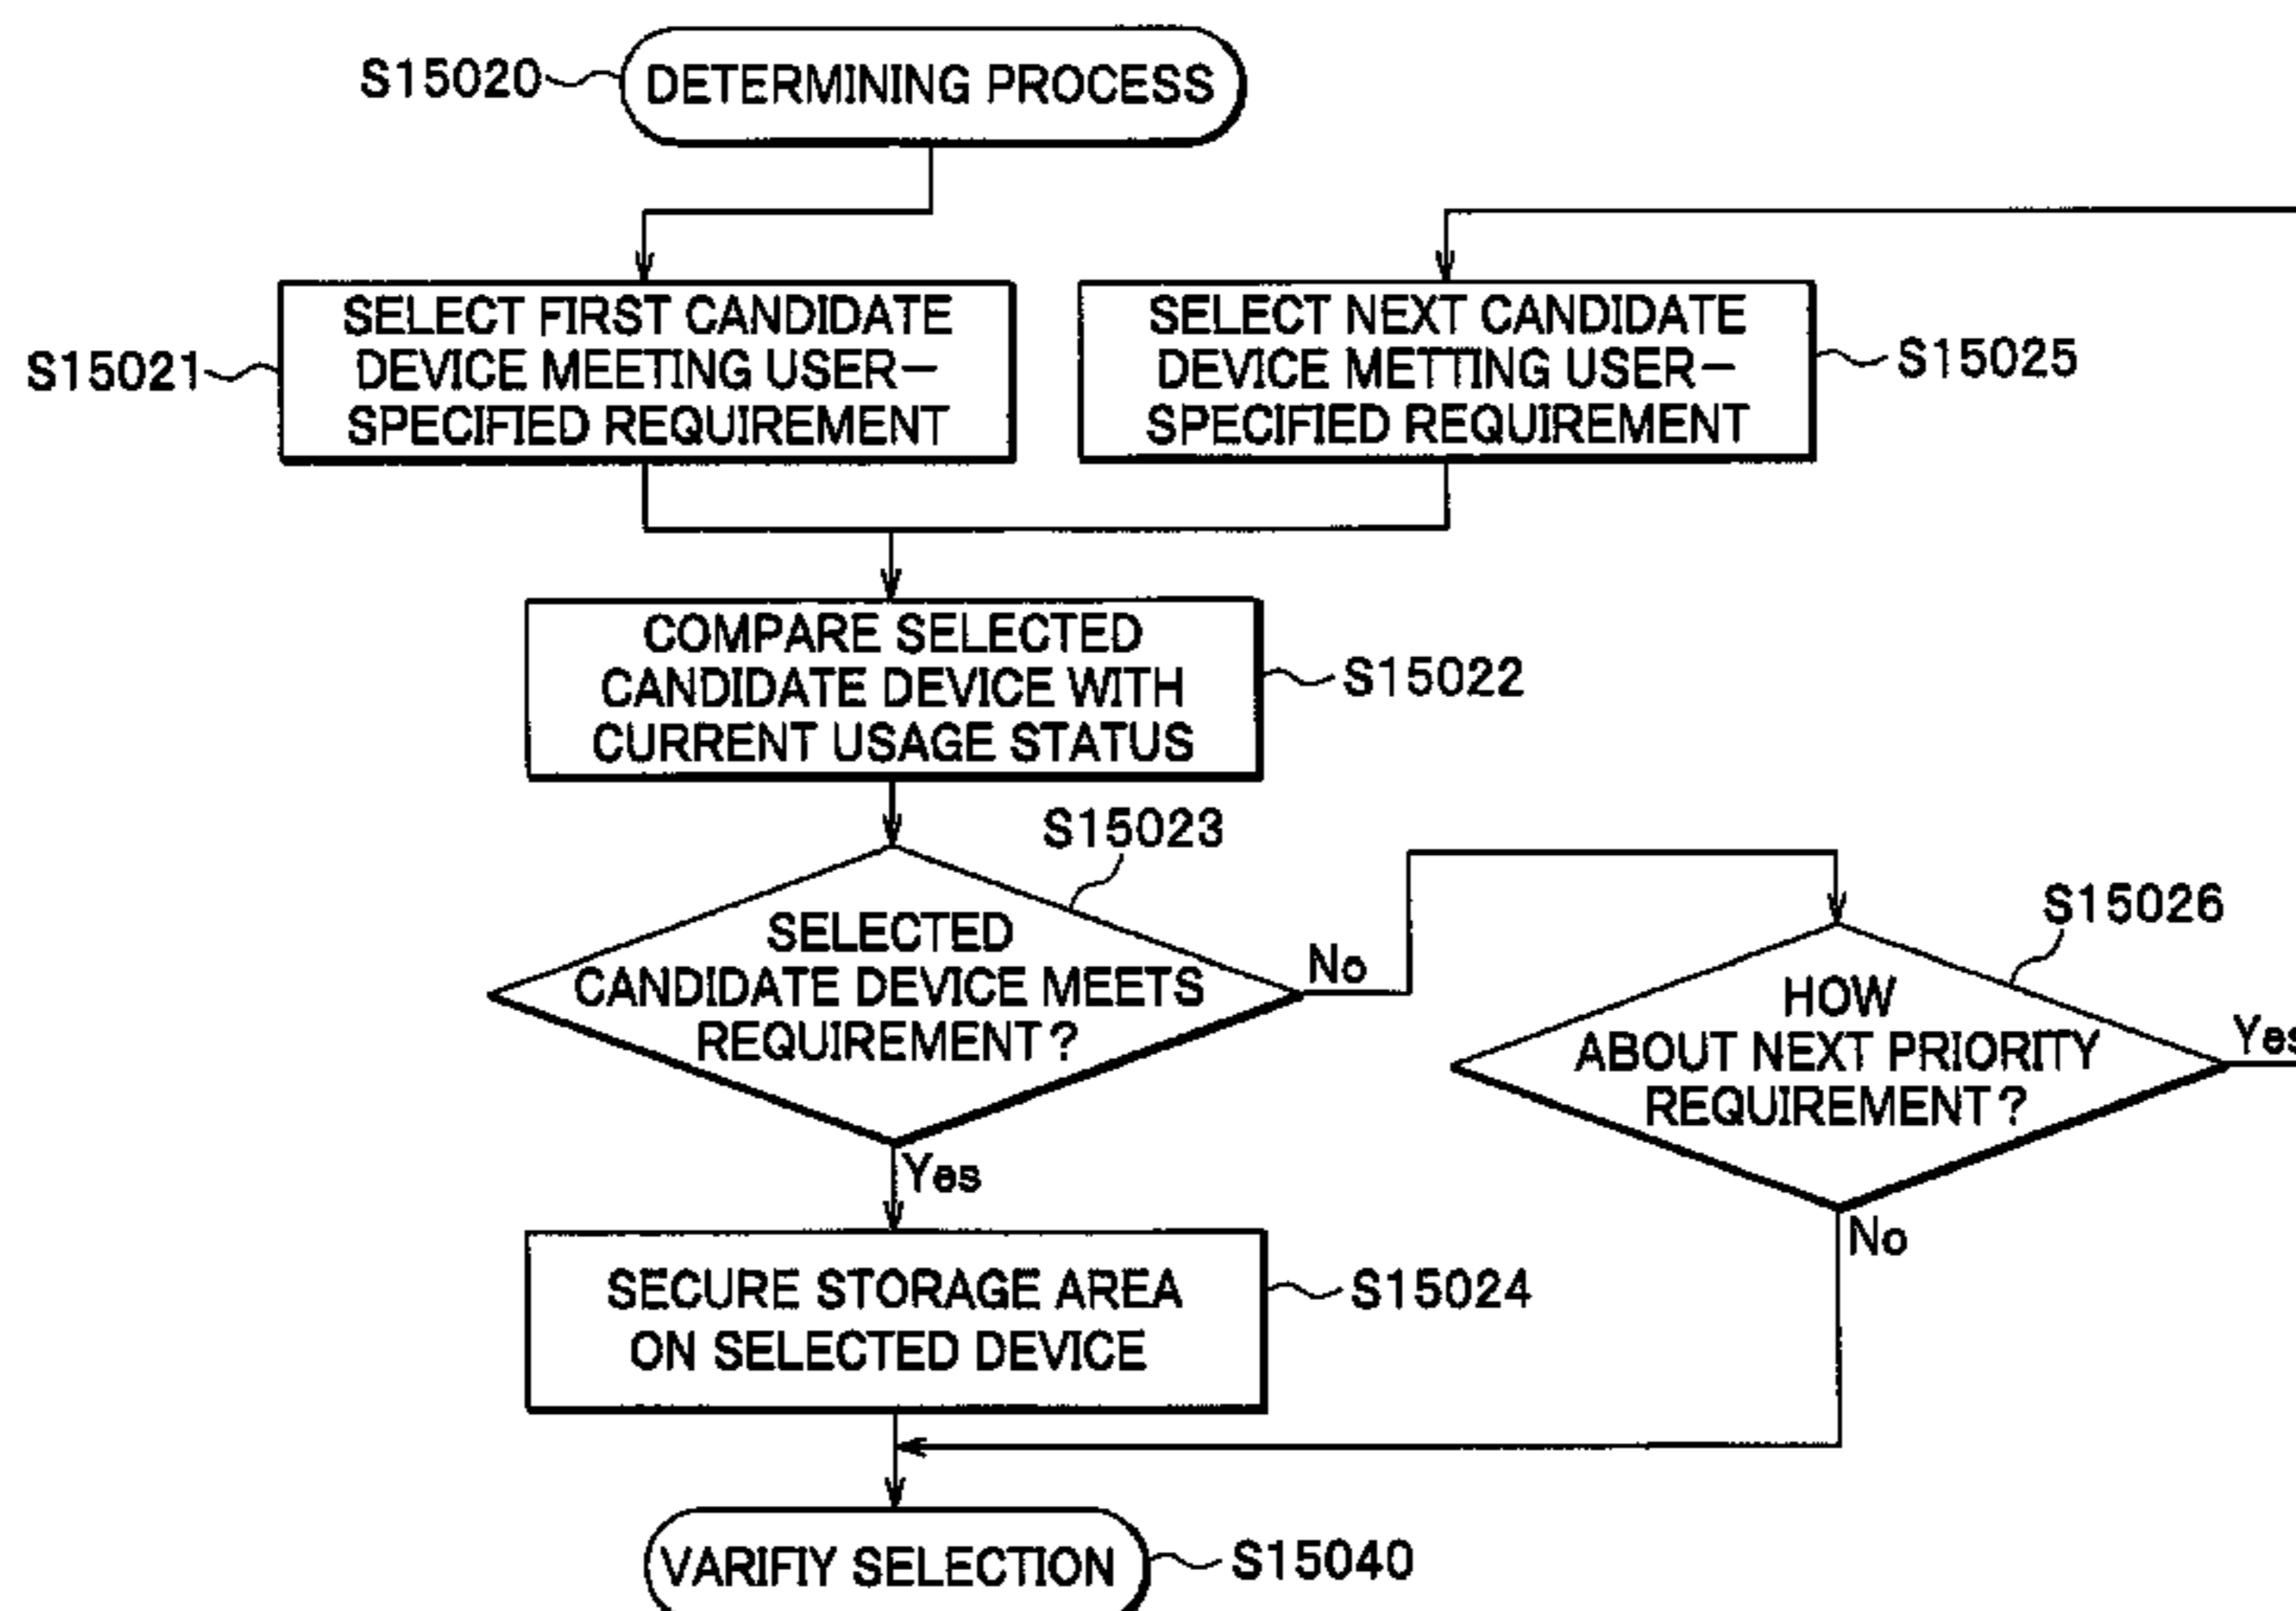 S15020
DETERMINING PROCESS
SELECT FIRST CANDIDATE
DEVICE MEETING USER-
SPECIFIED REQUIREMENT
S15021
SELECT NEXT CANDIDATE
DEVICE METTING USER-
SPECIFIED REQUIREMENT
S15025
COMPARE SELECTED
CANDIDATE DEVICE WITH
CURRENT USAGE STATUS
S15022
S15023
SELECTED
CANDIDATE DEVICE MEETS
REQUIREMENT?
No
S15026
HOW
ABOUT NEXT PRIORITY
REQUIREMENT?
Yes
Yes
No
SECURE STORAGE AREA
ON SELECTED DEVICE
S15024
VARIFIY SELECTION
S15040